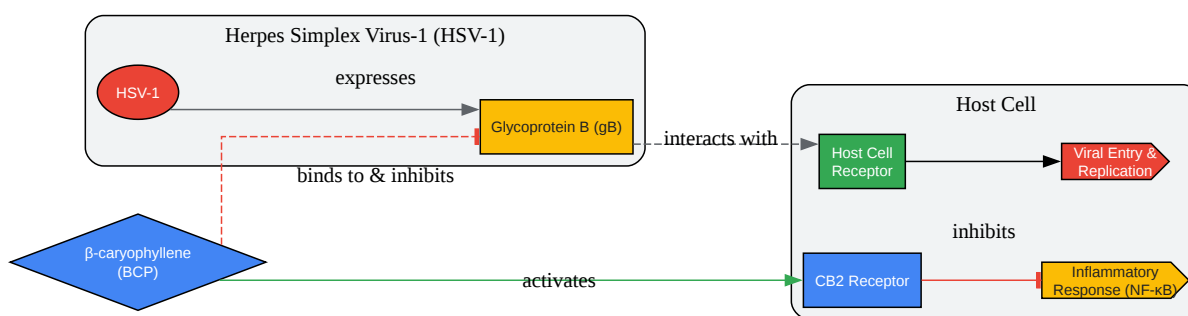 Herpes Simplex Virus-1 (HSV-1)
expresses
HSV-1
Glycoprotein B (gB)
interacts with
binds to & inhibits
Host Cell
Host Cell
Receptor
Viral Entry &
Replication
β-caryophyllene
(BCP)
activates
inhibits
CB2 Receptor
Inflammatory
Response (NF-κB)